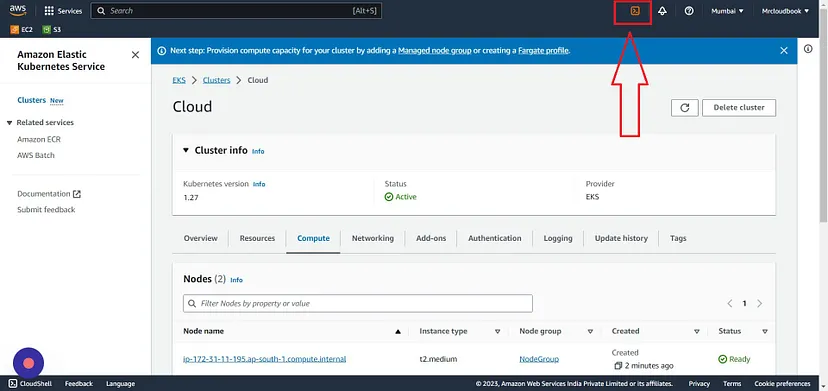 aws Services Search [Alt+S] Mumbai Mrcloudbook
EC2 S3
Amazon Elastic
Kubernetes Service
Clusters New
Related services
Amazon ECR
AWS Batch
Documentation
Submit feedback
Next step: Provision compute capacity for your cluster by adding a Managed node group or creating a Fargate profile.
EKS > Clusters > Cloud
Cloud
Delete cluster
Cluster info Info
Kubernetes version Info
1.27
Status
Active
Provider
EKS
Overview Resources Compute Networking Add-ons Authentication Logging Update history Tags
Nodes (2) Info
Filter Nodes by property or value
1
Node name Instance type Node group Created Status
ip-172-31-11-195.ap-south-1.compute.internal t2.medium NodeGroup Created
2 minutes ago Ready
CloudShell Feedback Language © 2023, Amazon Web Services India Private Limited or its affiliates. Privacy Terms Cookie preferences